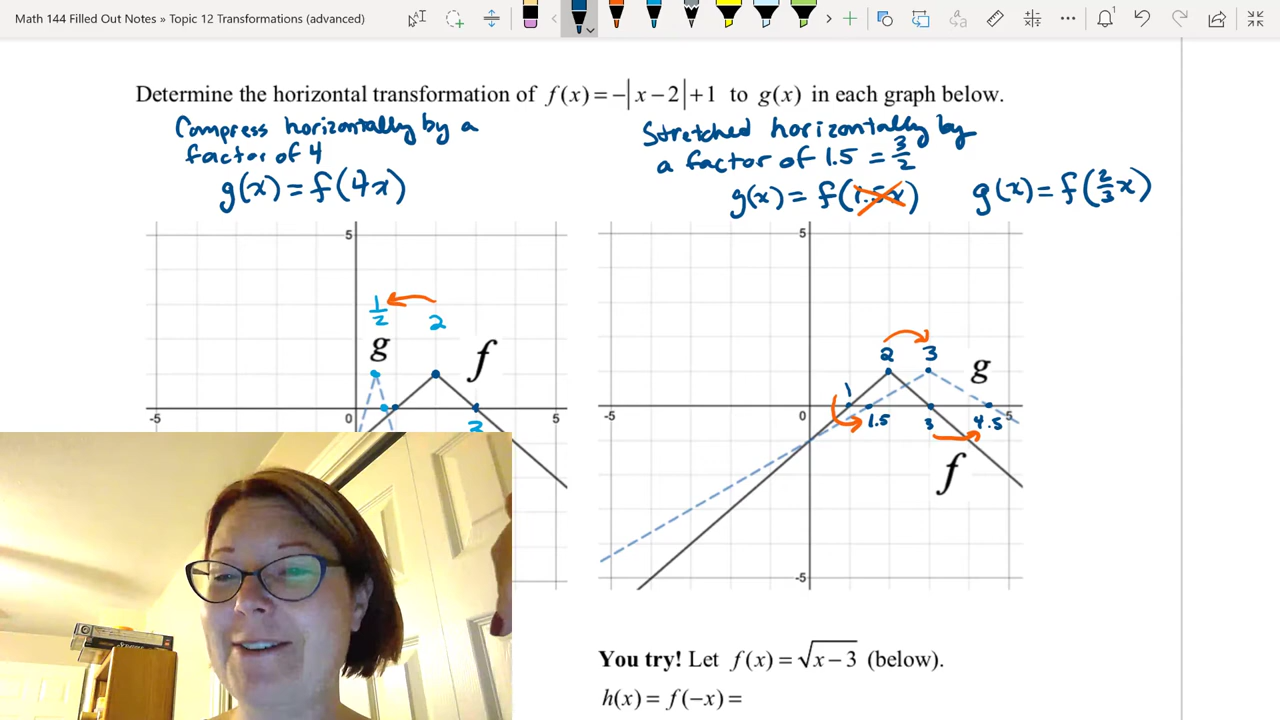 Math 144 Filled Out Notes » Topic 12 Transformations (advanced)
Determine the horizontal transformation of f(x) = −|x − 2| + 1 to g(x) in each graph below.
Compress horizontally by a
factor of 4
g(x) = f(4x)
Stretched horizontally by
a factor of 1.5 = 3/2
g(x) = f(1.5x)
g(x) = f(2/3 x)
5
1/2
2
g
f
-5
0
5
3
5
2
3
g
1
-5
0
1.5
3
4.5
5
f
-5
You try! Let f(x) = √x − 3 (below).
h(x) = f(−x) =